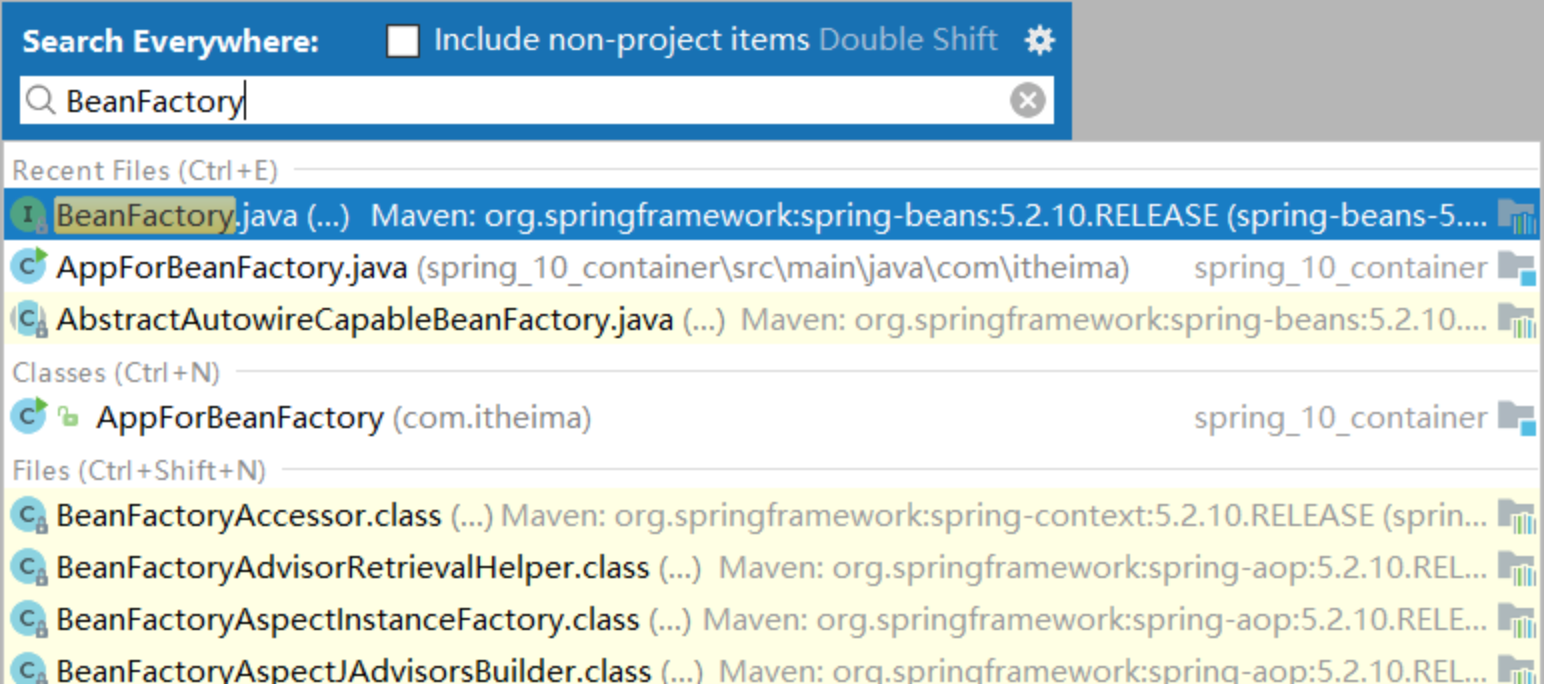 Search Everywhere: Include non-project items Double Shift
BeanFactory
Recent Files (Ctrl+E)
I BeanFactory.java (...) Maven: org.springframework:spring-beans:5.2.10.RELEASE (spring-beans-5....
C AppForBeanFactory.java (spring_10_container\src\main\java\com\itheima) spring_10_container
C AbstractAutowireCapableBeanFactory.java (...) Maven: org.springframework:spring-beans:5.2.10....
Classes (Ctrl+N)
C AppForBeanFactory (com.itheima) spring_10_container
Files (Ctrl+Shift+N)
C BeanFactoryAccessor.class (...) Maven: org.springframework:spring-context:5.2.10.RELEASE (sprin...
C BeanFactoryAdvisorRetrievalHelper.class (...) Maven: org.springframework:spring-aop:5.2.10.REL...
C BeanFactoryAspectInstanceFactory.class (...) Maven: org.springframework:spring-aop:5.2.10.RELE...
C BeanFactoryAspectJAdvisorsBuilder.class (...) Maven: org.springframework:spring-aop:5.2.10.REL...